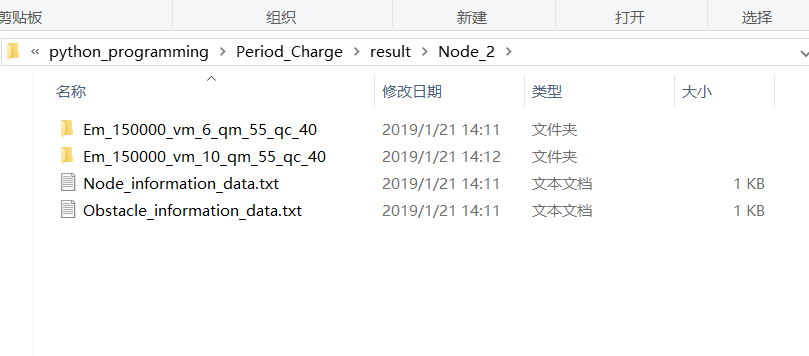 剪贴板 组织 新建 打开 选择
« python_programming > Period_Charge > result > Node_2 >
名称 修改日期 类型 大小
Em_150000_vm_6_qm_55_qc_40 2019/1/21 14:11 文件夹
Em_150000_vm_10_qm_55_qc_40 2019/1/21 14:12 文件夹
Node_information_data.txt 2019/1/21 14:11 文本文档 1 KB
Obstacle_information_data.txt 2019/1/21 14:11 文本文档 1 KB